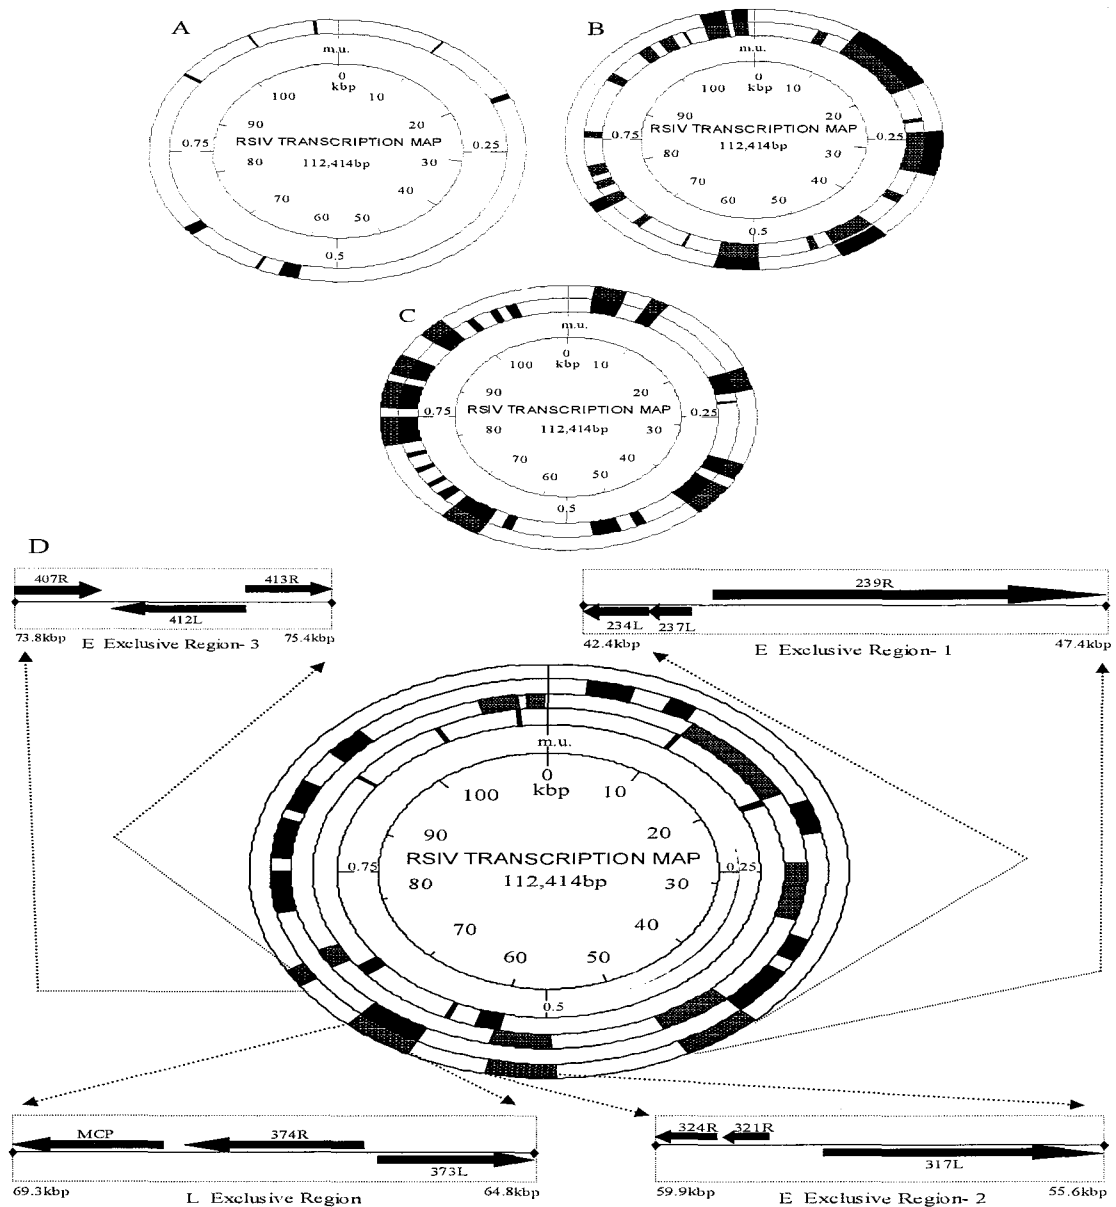 A
m.u.
0
kbp
100
10
90
20
0.75
RSIV TRANSCRIPTION MAP
0.25
80
112,414bp
30
70
40
60
50
0.5
B
m.u.
0
kbp
100
10
90
20
0.75
RSIV TRANSCRIPTION MAP
0.25
80
112,414bp
30
70
40
60
50
0.5
C
m.u.
0
kbp
100
10
90
20
0.75
RSIV TRANSCRIPTION MAP
0.25
80
112,414bp
30
70
40
60
50
0.5
D
407R
413R
412L
73.8kbp
E Exclusive Region- 3
75.4kbp
239R
234L
237L
42.4kbp
E Exclusive Region- 1
47.4kbp
m.u.
0
kbp
100
10
90
20
0.75
RSIV TRANSCRIPTION MAP
0.25
80
112,414bp
30
70
40
60
50
0.5
MCP
374R
373L
69.3kbp
L Exclusive Region
64.8kbp
324R
321R
317L
59.9kbp
E Exclusive Region- 2
55.6kbp